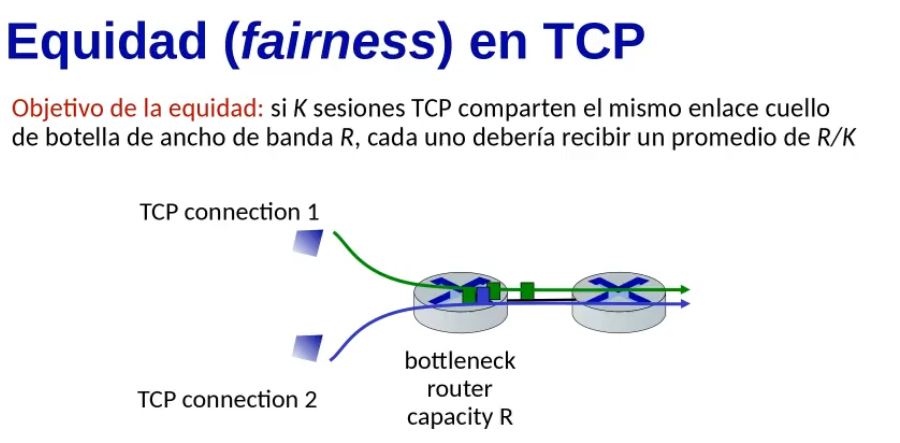 Equidad (fairness) en TCP
Objetivo de la equidad: si K sesiones TCP comparten el mismo enlace cuello
de botella de ancho de banda R, cada uno debería recibir un promedio de R/K
TCP connection 1
bottleneck
router
capacity R
TCP connection 2